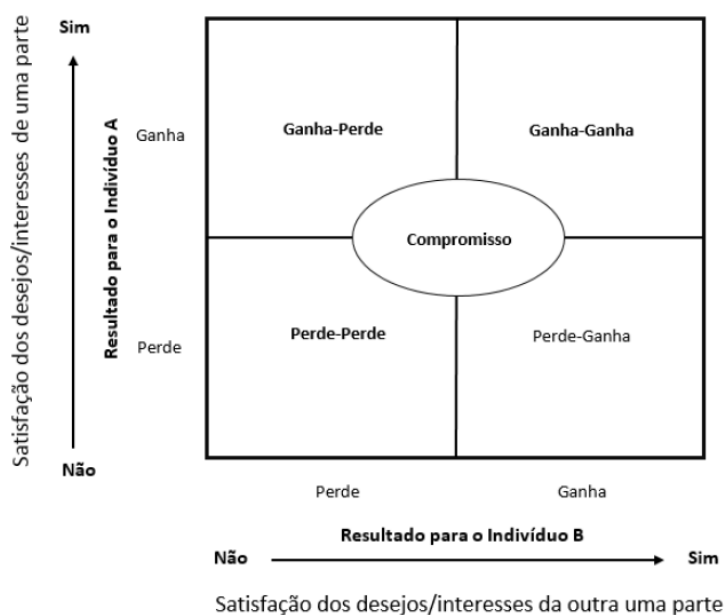 Satisfação dos desejos/interesses de uma parte
Sim
Resultado para o Indivíduo A
Ganha
Ganha-Perde
Ganha-Ganha
Compromisso
Perde
Perde-Perde
Perde-Ganha
Não
Perde
Ganha
Resultado para o Indivíduo B
Não
Sim
Satisfação dos desejos/interesses da outra uma parte